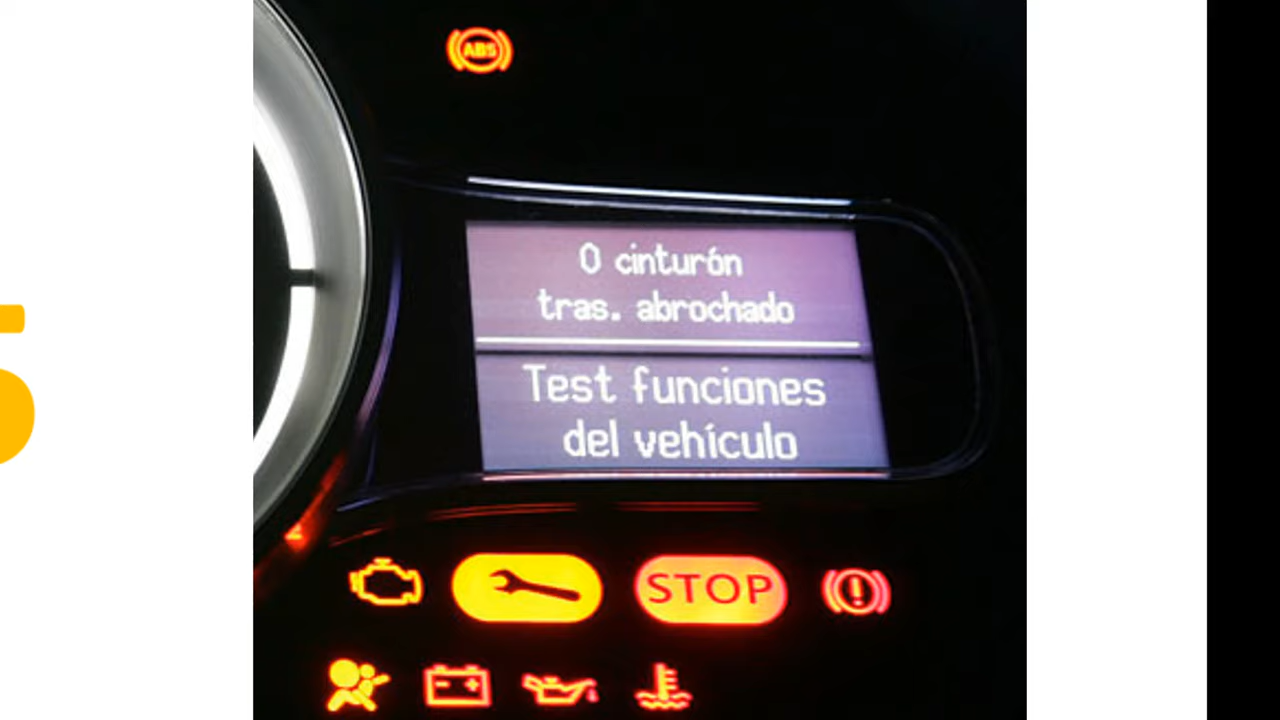 ABS
0 cinturón
tras. abrochado
Test funciones
del vehículo
STOP